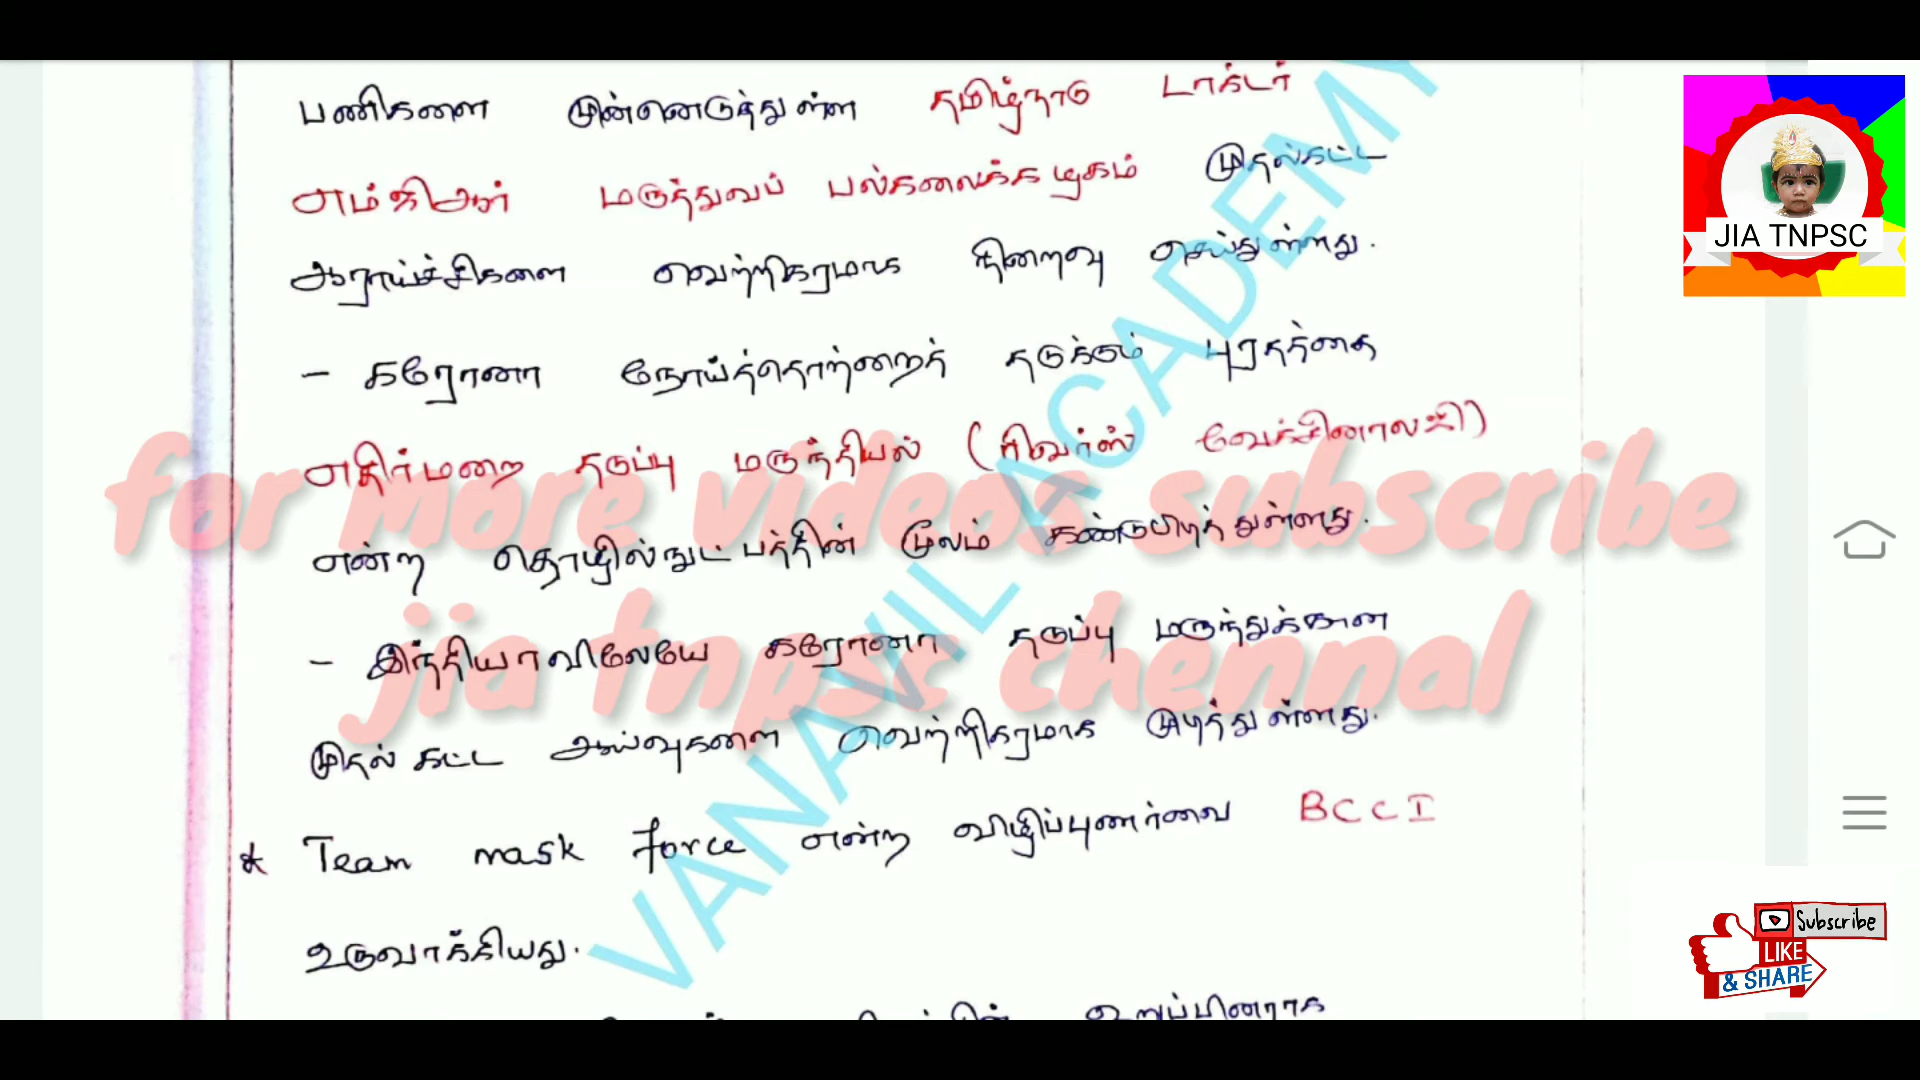 பணிகளை முன்னெடுத்துள்ள தமிழ்நாடு டாக்டர்
எம்ஜிஆர் மருத்துவப் பல்கலைக்கழகம் முதல்கட்ட
ஆராய்ச்சிகளை வெற்றிகரமாக நிறைவு செய்துள்ளது.
- கரோனா நோய்த்தொற்றைத் தடுக்கும் புரதத்தை
எதிர்மறை தடுப்பு மருந்தியல் (ரிவர்ஸ் வேக்சினாலஜி)
என்ற தொழில்நுட்பத்தின் மூலம் கண்டுபிடித்துள்ளது.
- இந்தியாவிலேயே கரோனா தடுப்பு மருந்துக்கான
முதல் கட்ட ஆய்வுகளை வெற்றிகரமாக முடித்துள்ளது.
* Team mask force என்ற விழிப்புணர்வை BCCI
உருவாக்கியது.
உறுப்பினராக
VANAVIL ACADEMY
for more videos subscribe
jia tnpsc chennal
JIA TNPSC
Subscribe
LIKE
& SHARE